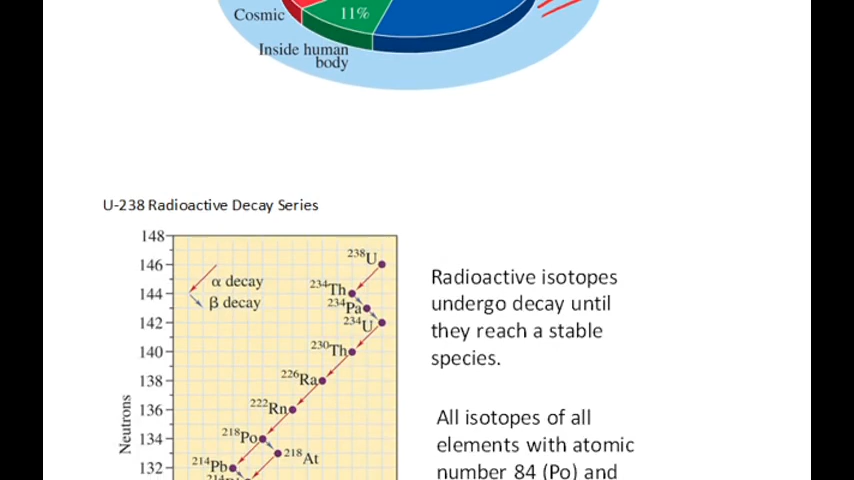 Cosmic
11%
Inside human
body
U-238 Radioactive Decay Series
148
146
144
142
140
138
136
134
132
Neutrons
α decay
β decay
²³⁸U
²³⁴Th
²³⁴Pa
²³⁴U
²³⁰Th
²²⁶Ra
²²²Rn
²¹⁸Po
²¹⁸At
²¹⁴Pb
Radioactive isotopes
undergo decay until
they reach a stable
species.
All isotopes of all
elements with atomic
number 84 (Po) and